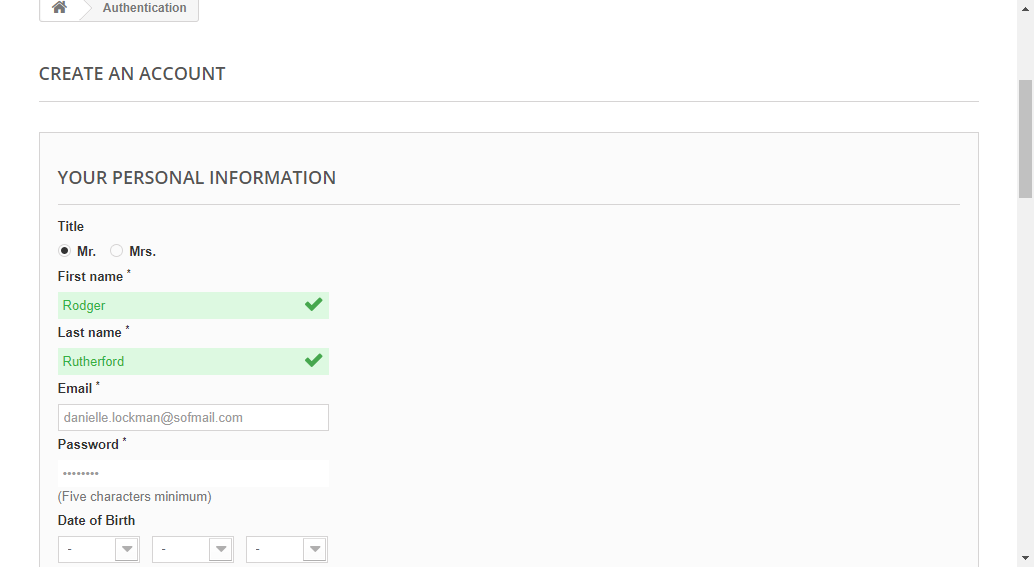 Authentication
CREATE AN ACCOUNT
YOUR PERSONAL INFORMATION
Title
Mr. Mrs.
First name *
Rodger
Last name *
Rutherford
Email *
danielle.lockman@sofmail.com
Password *
••••••••
(Five characters minimum)
Date of Birth
- - -